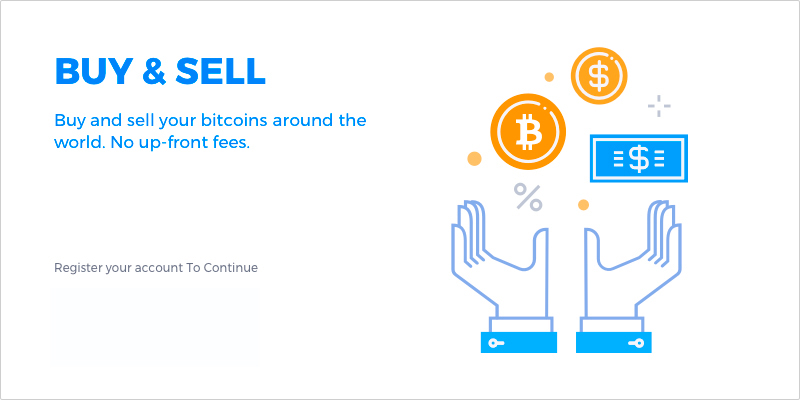 BUY & SELL
Buy and sell your bitcoins around the
world. No up-front fees.
Register your account To Continue